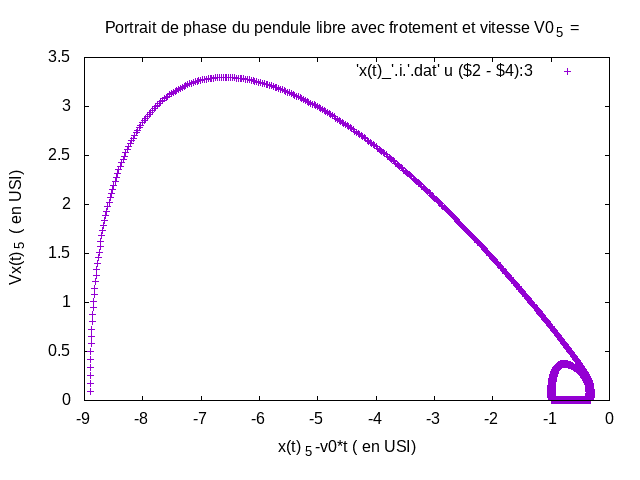 Portrait de phase du pendule libre avec frotement et vitesse V0 5 =
'x(t)_'.i.'.dat' u ($2 - $4):3
3.5
3
2.5
2
1.5
1
0.5
0
Vx(t) 5 ( en USI)
-9 -8 -7 -6 -5 -4 -3 -2 -1 0
x(t) 5 -v0*t ( en USI)